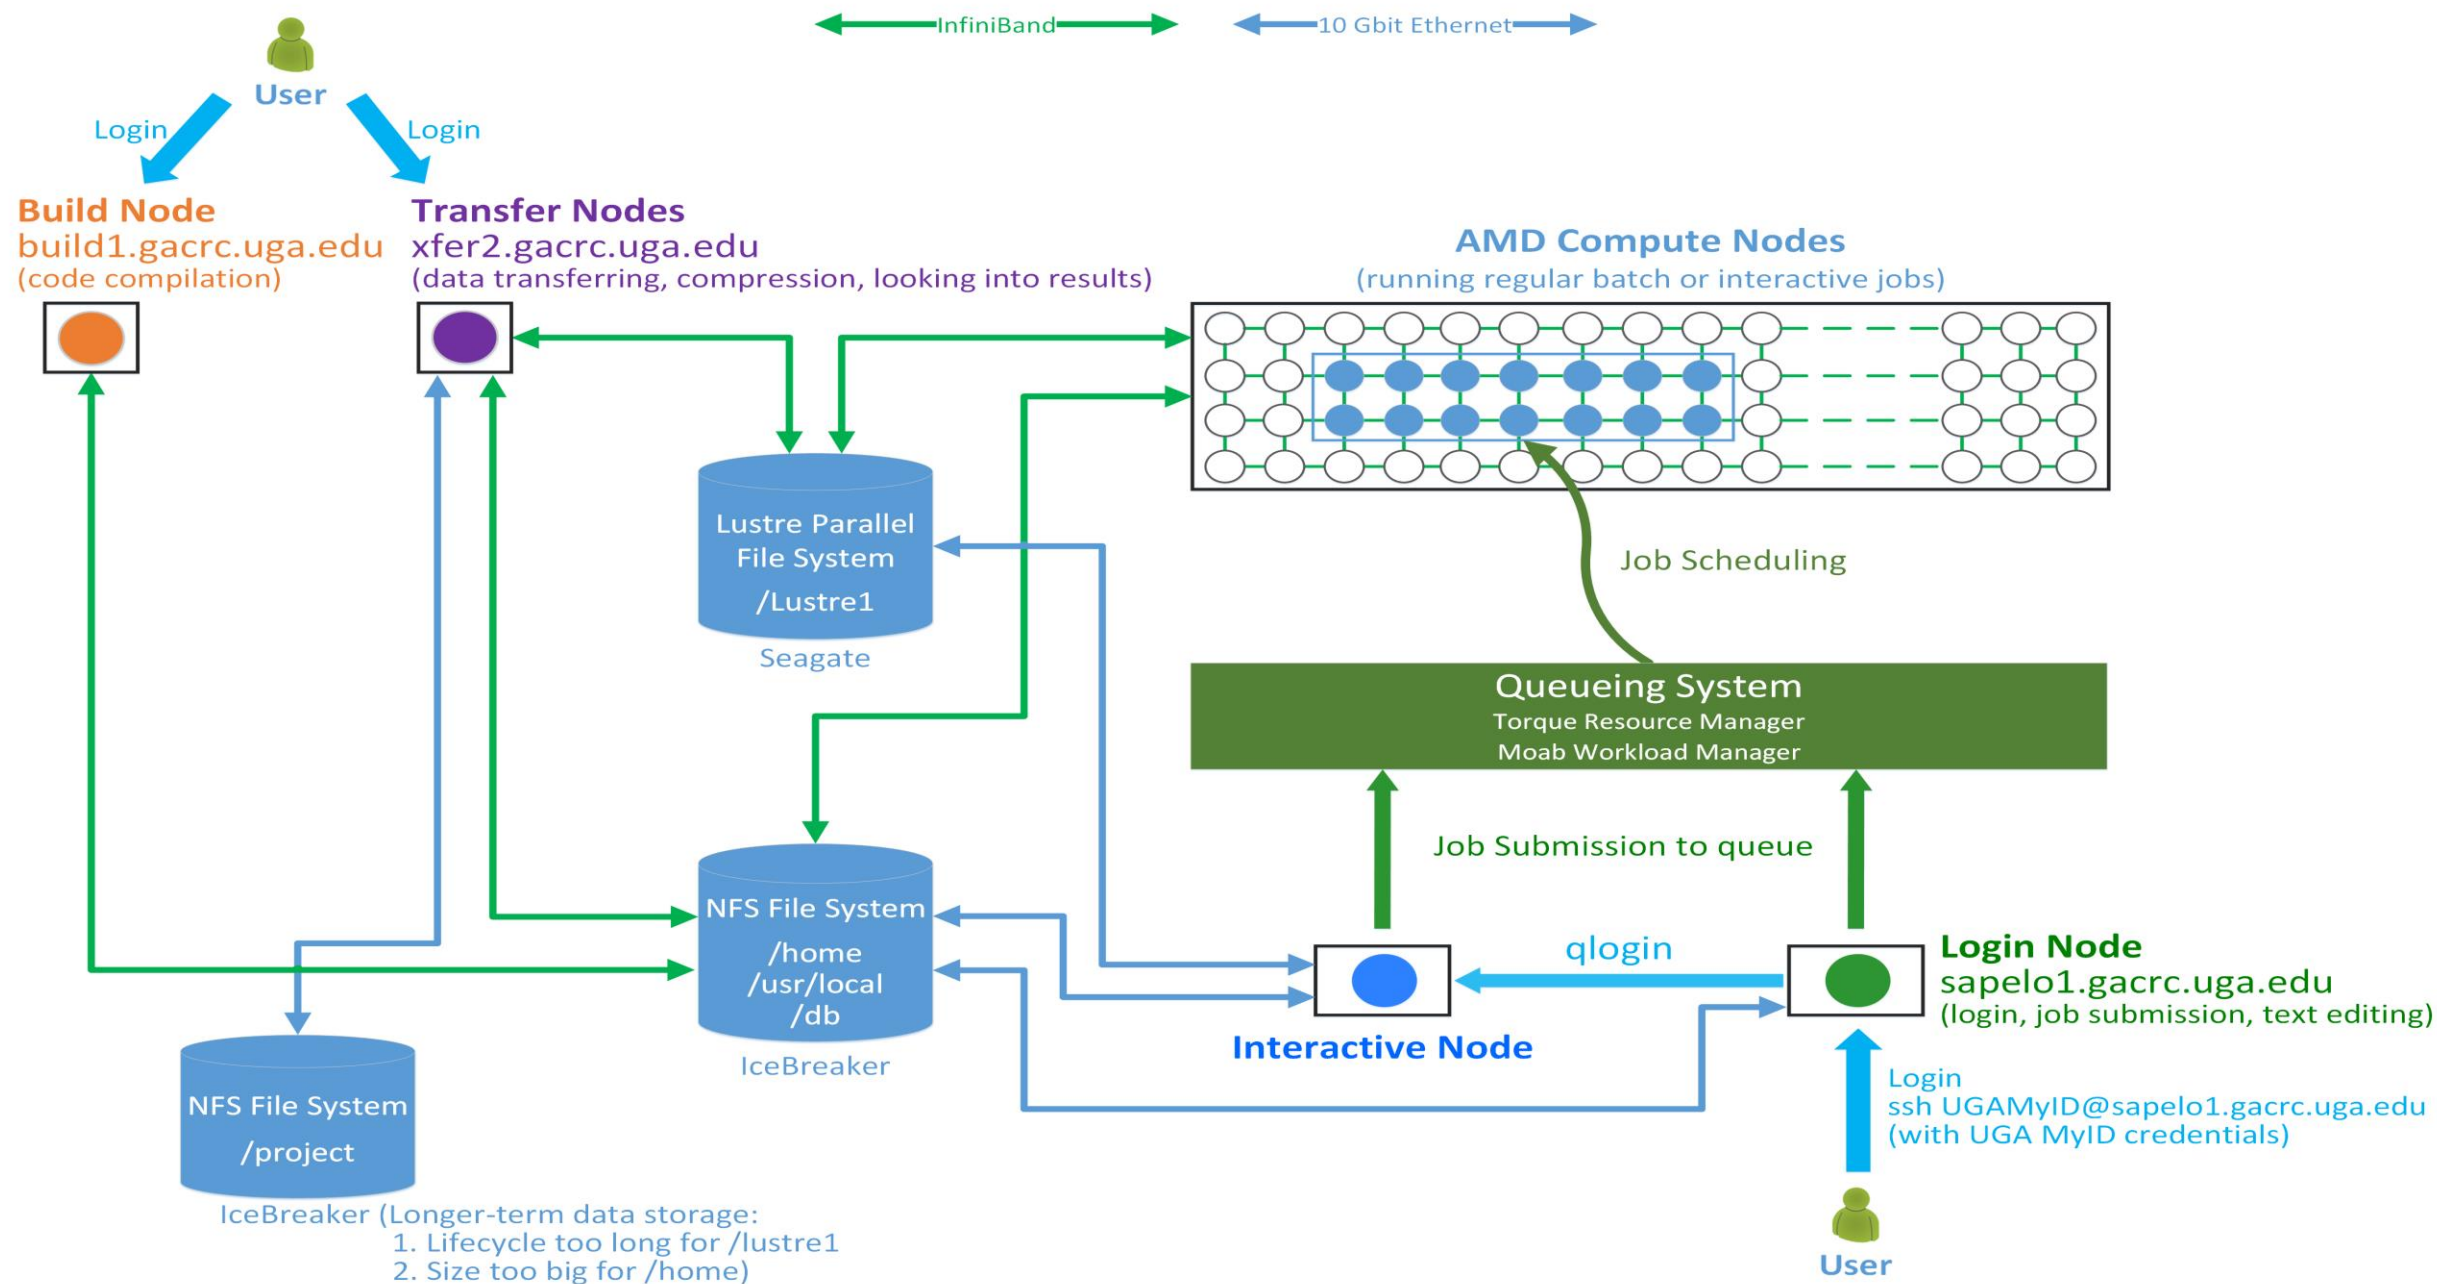 InfiniBand
10 Gbit Ethernet
User
Login
Login
Build Node
build1.gacrc.uga.edu
(code compilation)
Transfer Nodes
xfer2.gacrc.uga.edu
(data transferring, compression, looking into results)
AMD Compute Nodes
(running regular batch or interactive jobs)
Lustre Parallel
File System
/Lustre1
Seagate
Job Scheduling
Queueing System
Torque Resource Manager
Moab Workload Manager
Job Submission to queue
NFS File System
/home
/usr/local
/db
IceBreaker
qlogin
Interactive Node
Login Node
sapelo1.gacrc.uga.edu
(login, job submission, text editing)
Login
ssh UGAMyID@sapelo1.gacrc.uga.edu
(with UGA MyID credentials)
User
NFS File System
/project
IceBreaker (Longer-term data storage:
1. Lifecycle too long for /lustre1
2. Size too big for /home)